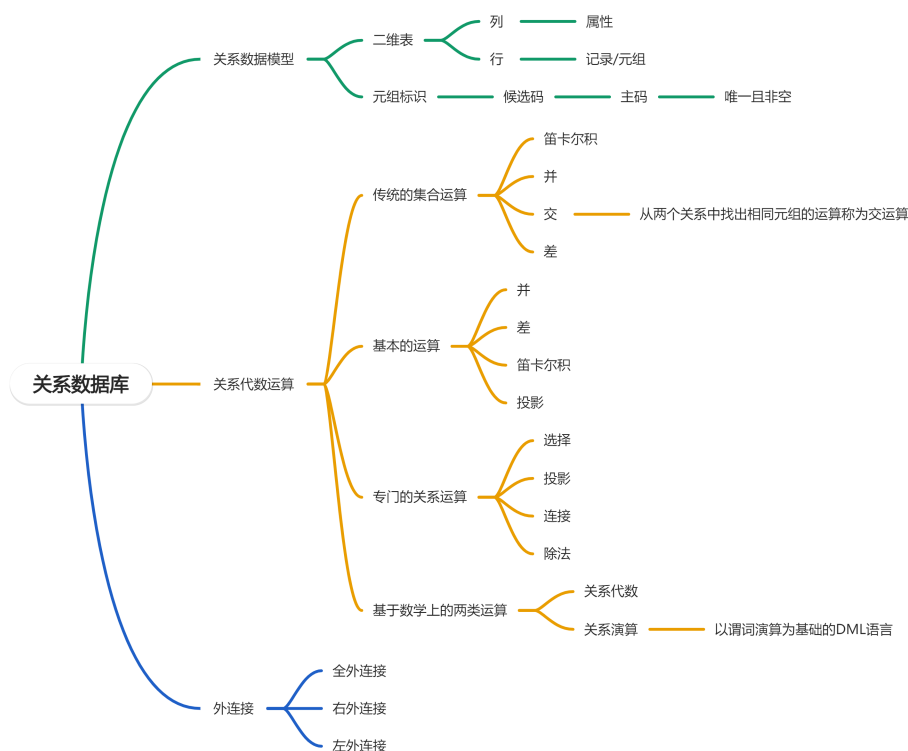 关系数据库
关系数据模型
二维表
列
属性
行
记录/元组
元组标识
候选码
主码
唯一且非空
关系代数运算
传统的集合运算
笛卡尔积
并
交
从两个关系中找出相同元组的运算称为交运算
差
基本的运算
并
差
笛卡尔积
投影
专门的关系运算
选择
投影
连接
除法
基于数学上的两类运算
关系代数
关系演算
以谓词演算为基础的DML语言
外连接
全外连接
右外连接
左外连接